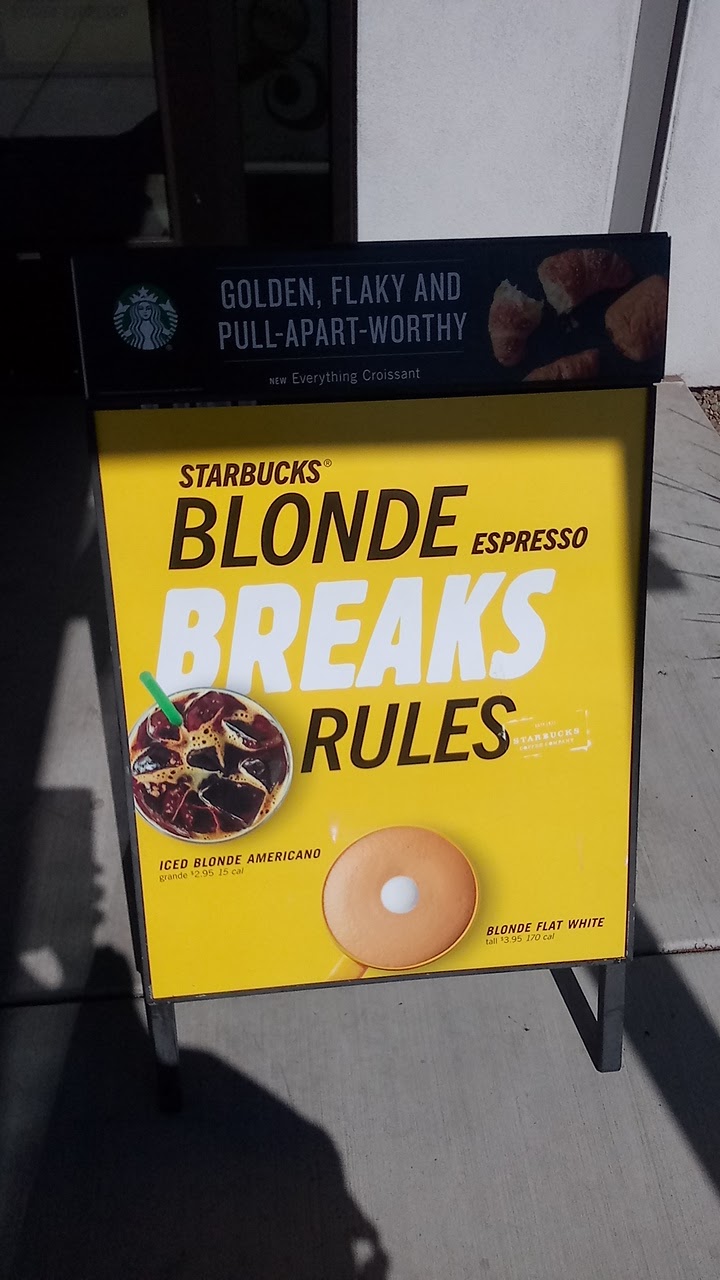 GOLDEN, FLAKY AND
PULL-APART-WORTHY
NEW Everything Croissant
STARBUCKS®
BLONDE ESPRESSO
BREAKS
RULES
STARBUCKS
ICED BLONDE AMERICANO
grande $2.95 15 cal
BLONDE FLAT WHITE
tall $3.95 170 cal